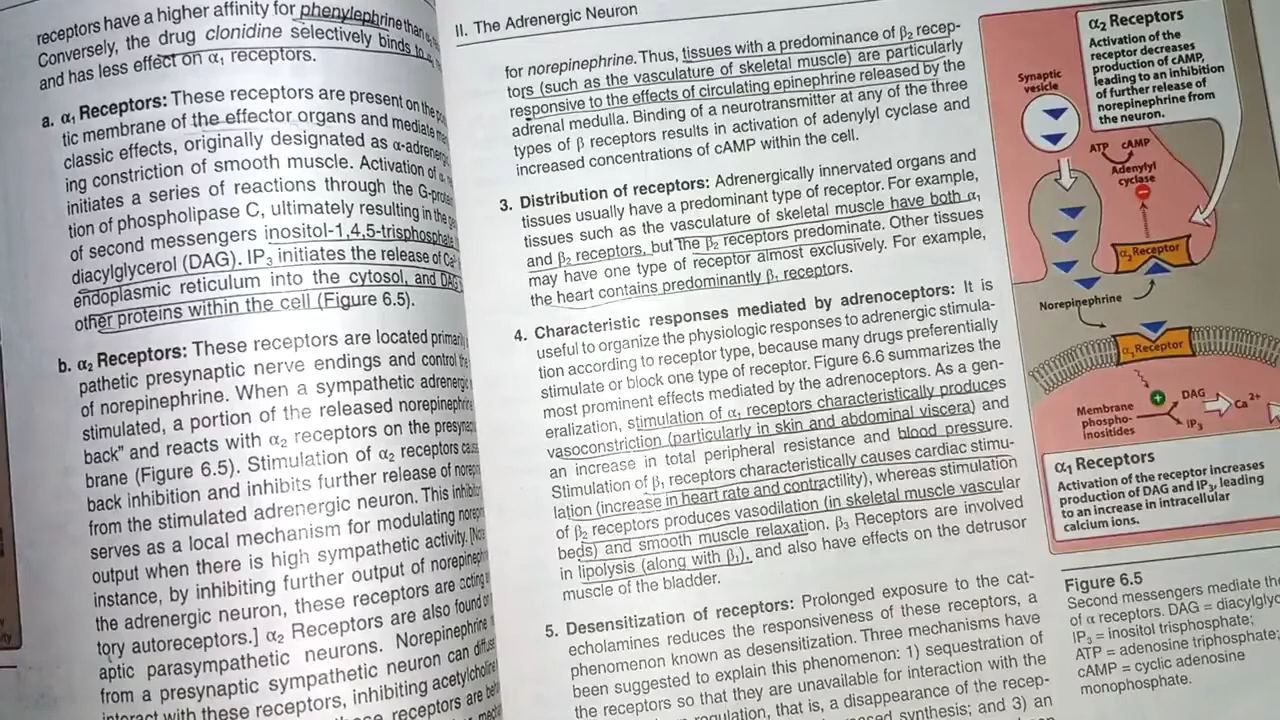 receptors have a higher affinity for phenylephrine than
Conversely, the drug clonidine selectively binds to
and has less effect on α₁ receptors.
a. α₁ Receptors: These receptors are present on the
tic membrane of the effector organs and mediate
classic effects, originally designated as
ing constriction of smooth muscle. Activation of
initiates a series of reactions through the
tion of phospholipase C, ultimately resulting in the
of second messengers inositol-1,4,5-trisphosphate
diacylglycerol (DAG). IP₃ initiates the release of
endoplasmic reticulum into the cytosol, and DAG
other proteins within the cell (Figure 6.5).
b. α₂ Receptors: These receptors are located
pathetic presynaptic nerve endings and control the
of norepinephrine. When a sympathetic
stimulated, a portion of the released norepinephrine
back” and reacts with α₂ receptors on the
brane (Figure 6.5). Stimulation of α₂ receptors
back inhibition and inhibits further release of
from the stimulated adrenergic neuron. This
serves as a local mechanism for modulating
output when there is high sympathetic activity. [Note
instance, by inhibiting further output of
the adrenergic neuron, these receptors are acting
tory autoreceptors.] α₂ Receptors are also found on
aptic parasympathetic neurons. Norepinephrine
from a presynaptic sympathetic neuron can diffuse
interact with these receptors, inhibiting
receptors are
II. The Adrenergic Neuron
for norepinephrine. Thus, tissues with a predominance of β₂ recep-
tors (such as the vasculature of skeletal muscle) are particularly
responsive to the effects of circulating epinephrine released by the
adrenal medulla. Binding of a neurotransmitter at any of the three
types of β receptors results in activation of adenylyl cyclase and
increased concentrations of cAMP within the cell.
3. Distribution of receptors: Adrenergically innervated organs and
tissues usually have a predominant type of receptor. For example,
tissues such as the vasculature of skeletal muscle have both α₁
and β₂ receptors, but the β₂ receptors predominate. Other tissues
may have one type of receptor almost exclusively. For example,
the heart contains predominantly β₁ receptors.
4. Characteristic responses mediated by adrenoceptors: It is
useful to organize the physiologic responses to adrenergic stimula-
tion according to receptor type, because many drugs preferentially
stimulate or block one type of receptor. Figure 6.6 summarizes the
most prominent effects mediated by the adrenoceptors. As a gen-
eralization, stimulation of α₁ receptors characteristically produces
vasoconstriction (particularly in skin and abdominal viscera) and
an increase in total peripheral resistance and blood pressure.
Stimulation of β₁ receptors characteristically causes cardiac stimu-
lation (increase in heart rate and contractility), whereas stimulation
of β₂ receptors produces vasodilation (in skeletal muscle vascular
beds) and smooth muscle relaxation. β₃ Receptors are involved
in lipolysis (along with β₁), and also have effects on the detrusor
muscle of the bladder.
5. Desensitization of receptors: Prolonged exposure to the cat-
echolamines reduces the responsiveness of these receptors, a
phenomenon known as desensitization. Three mechanisms have
been suggested to explain this phenomenon: 1) sequestration of
the receptors so that they are unavailable for interaction with the
that is, a disappearance of the recep-
synthesis; and 3) an
α₂ Receptors
Activation of the
receptor decreases
production of cAMP,
leading to an inhibition
of further release of
norepinephrine from
the neuron.
Synaptic
vesicle
ATP cAMP
Adenylyl
cyclase
α₂ Receptor
Norepinephrine
α₁ Receptor
Membrane
phospho-
inositides
DAG
IP₃
Ca²⁺
α₁ Receptors
Activation of the receptor increases
production of DAG and IP₃, leading
to an increase in intracellular
calcium ions.
Figure 6.5
Second messengers mediate the
of α receptors. DAG =
IP₃ = inositol trisphosphate;
ATP = adenosine triphosphate;
cAMP = cyclic adenosine
monophosphate.